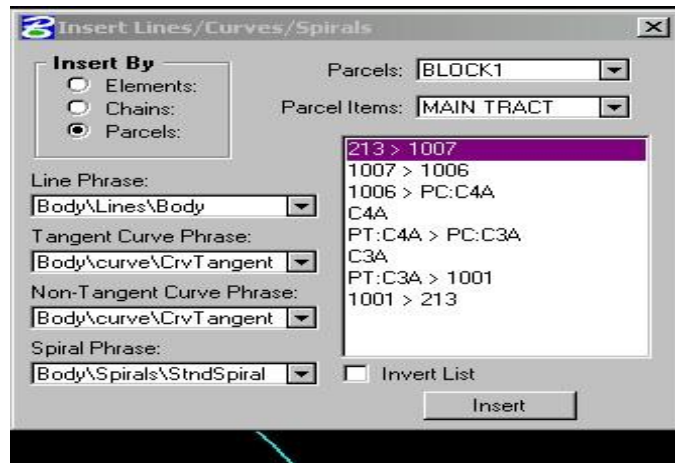 Insert Lines/Curves/Spirals
Insert By
Elements:
Chains:
Parcels:
Parcels: BLOCK1
Parcel Items: MAIN TRACT
Line Phrase:
Body\Lines\Body
Tangent Curve Phrase:
Body\curve\CrvTangent
Non-Tangent Curve Phrase:
Body\curve\CrvTangent
Spiral Phrase:
Body\Spirals\StndSpiral
213 > 1007
1007 > 1006
1006 > PC:C4A
C4A
PT:C4A > PC:C3A
C3A
PT:C3A > 1001
1001 > 213
Invert List
Insert